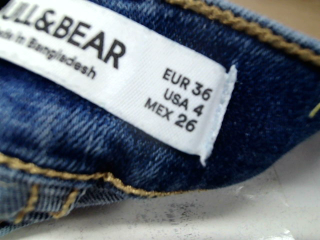 ULL&BEAR
ade in Bangladesh
EUR 36
USA 4
MEX 26